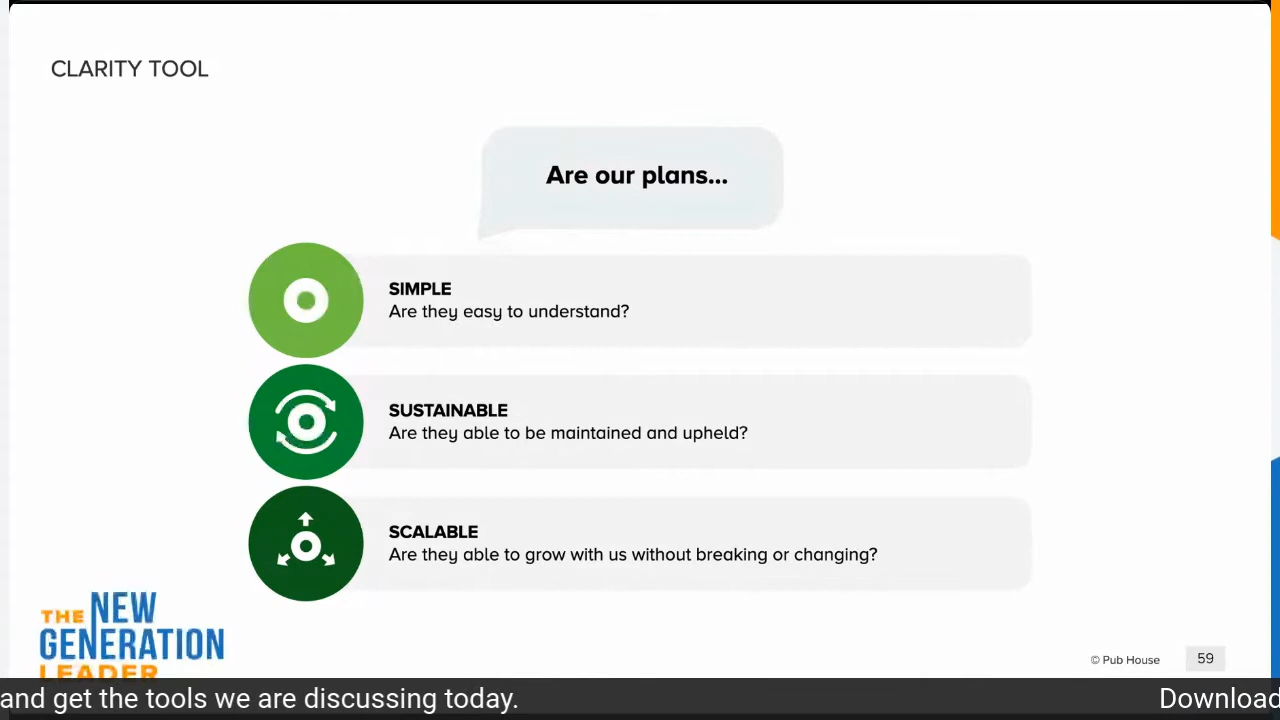 CLARITY TOOL
Are our plans...
SIMPLE
Are they easy to understand?
SUSTAINABLE
Are they able to be maintained and upheld?
SCALABLE
Are they able to grow with us without breaking or changing?
THE NEW
GENERATION
LEADER
© Pub House
59
and get the tools we are discussing today.
Download